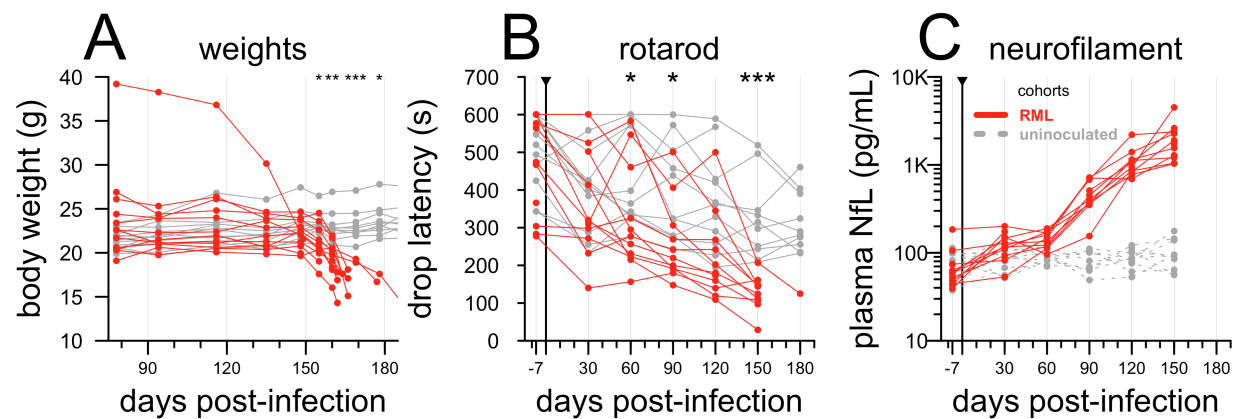 A weights
body weight (g)
40
35
30
25
20
15
10
* *** *** *
90 120 150 180
days post-infection
B rotarod
drop latency (s)
700
600
500
400
300
200
100
0
* * ***
-7 30 60 90 120 150 180
days post-infection
C neurofilament
plasma NfL (pg/mL)
10K
1K
100
10
cohorts
RML
uninoculated
-7 30 60 90 120 150 180
days post-infection